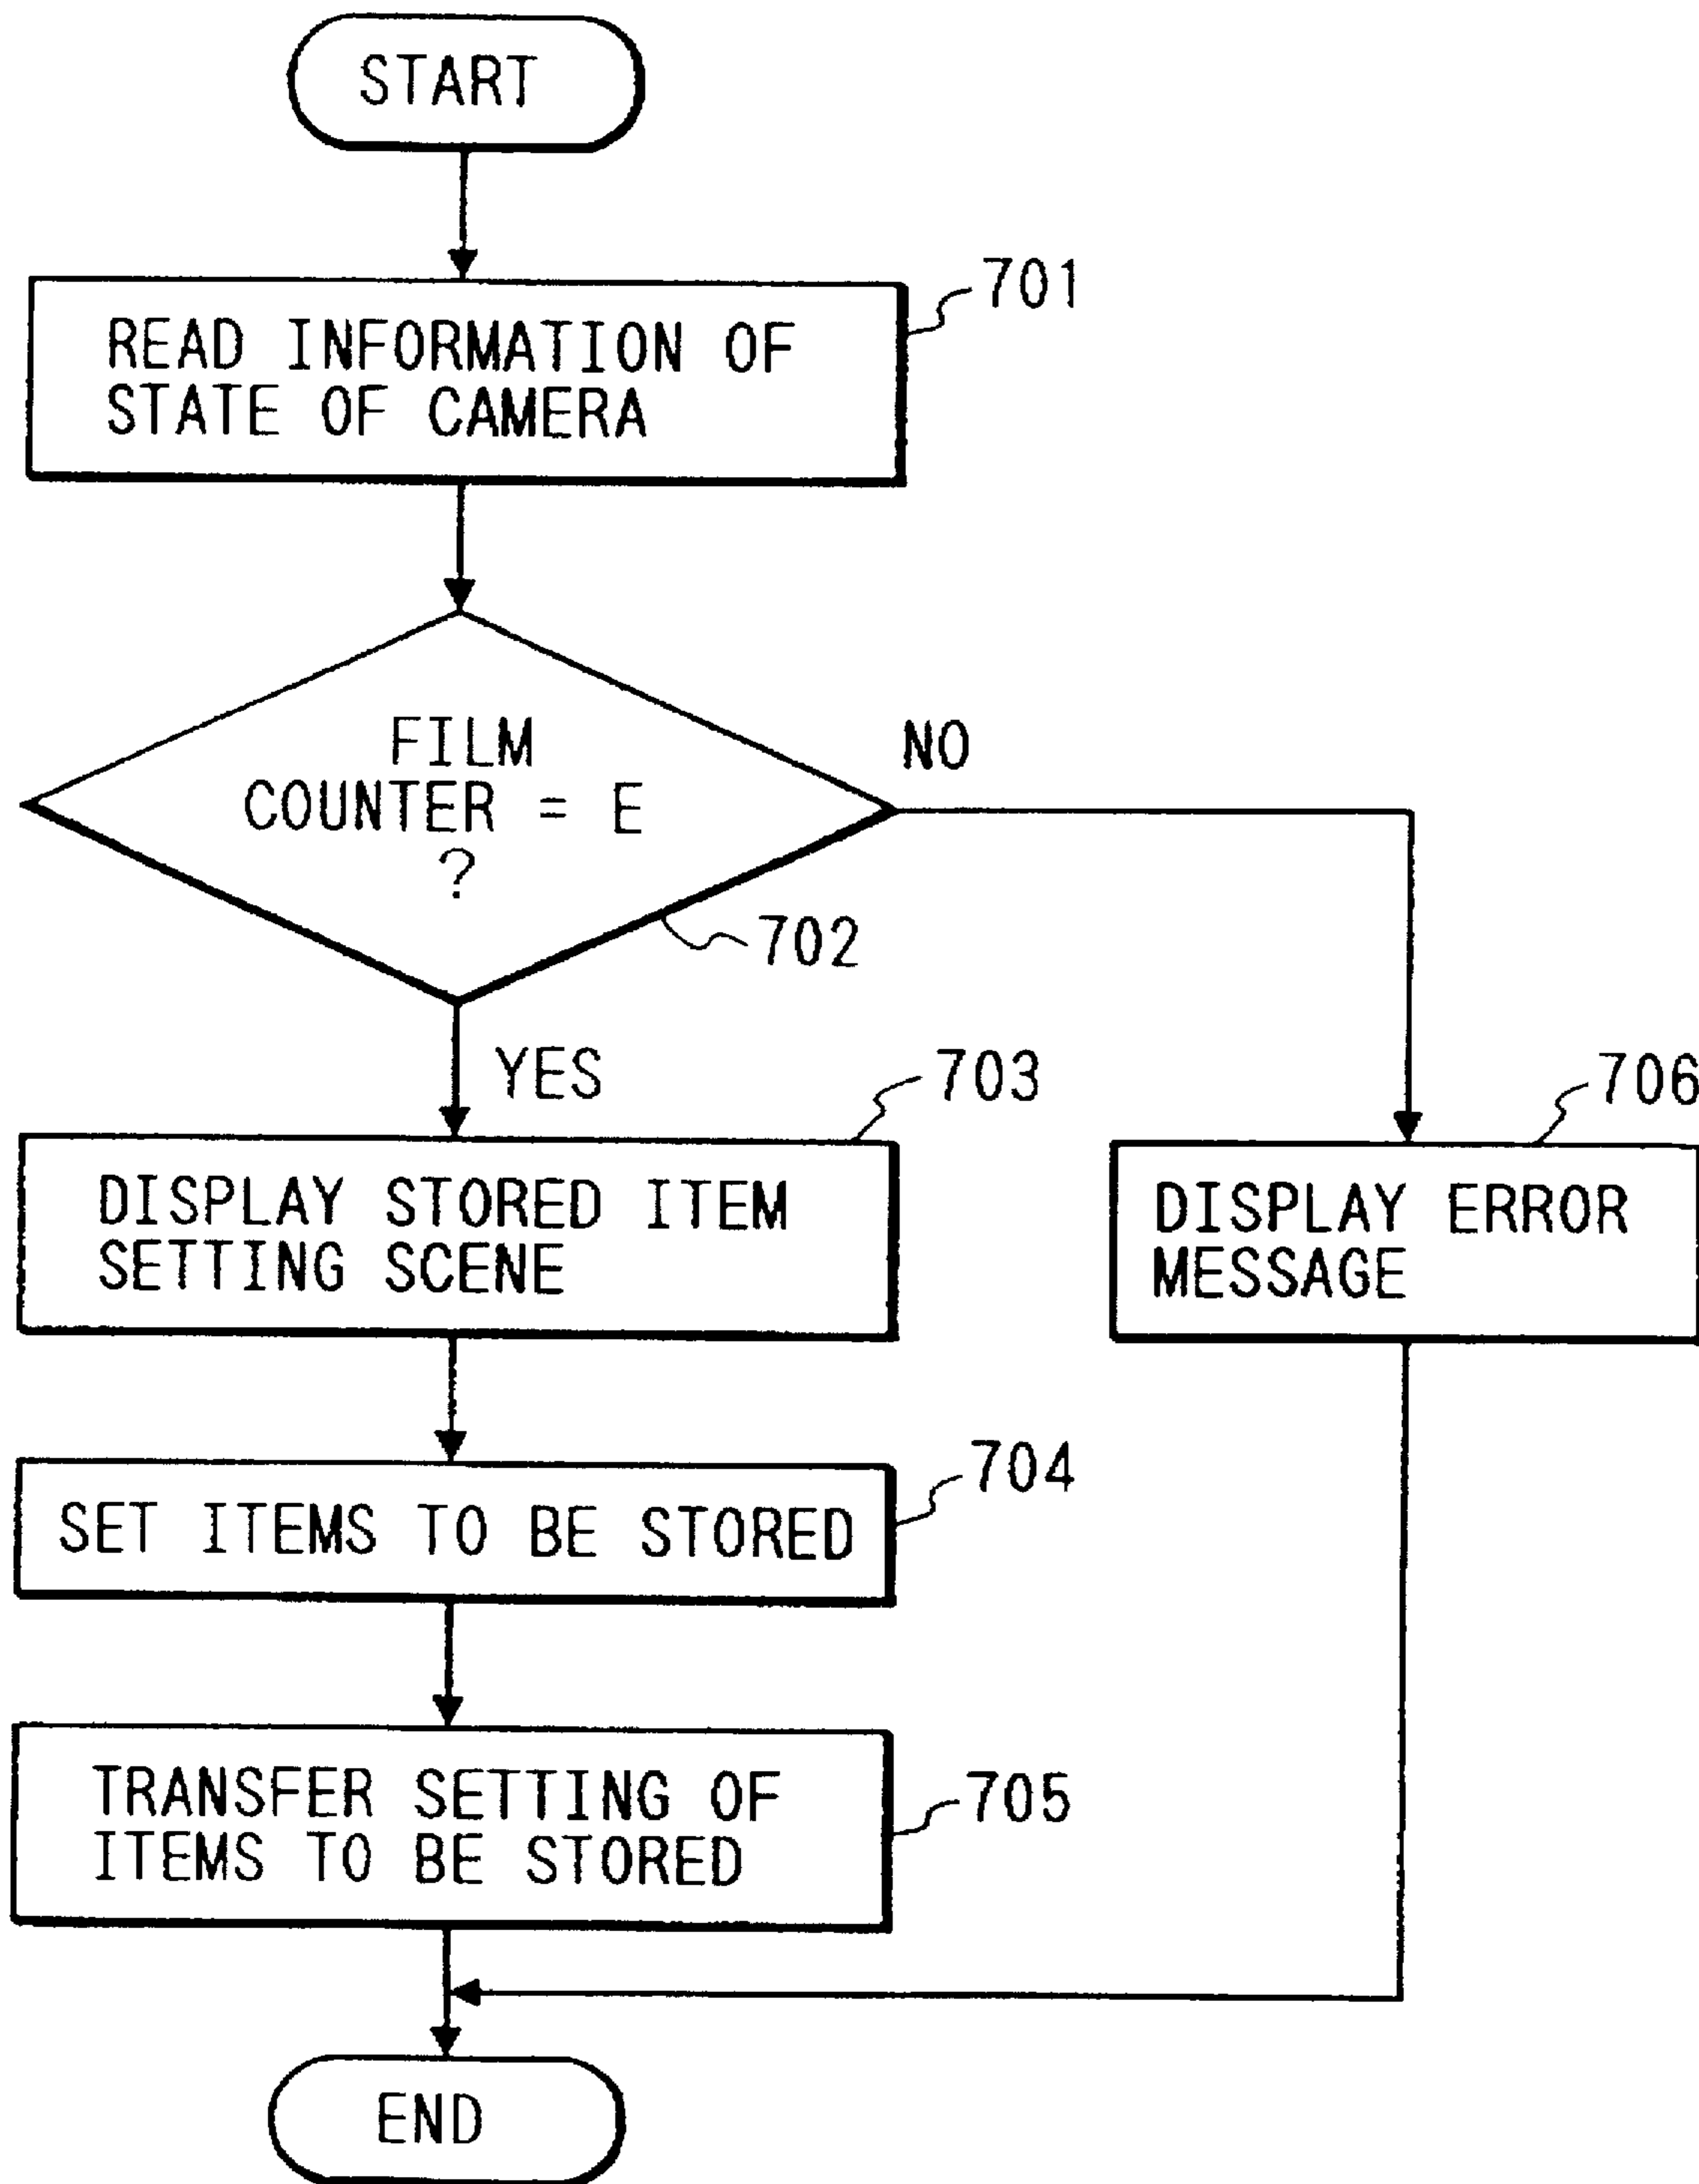 START
701
READ INFORMATION OF
STATE OF CAMERA
FILM
COUNTER = E
?
NO
702
YES
703
DISPLAY STORED ITEM
SETTING SCENE
706
DISPLAY ERROR
MESSAGE
704
SET ITEMS TO BE STORED
705
TRANSFER SETTING OF
ITEMS TO BE STORED
END